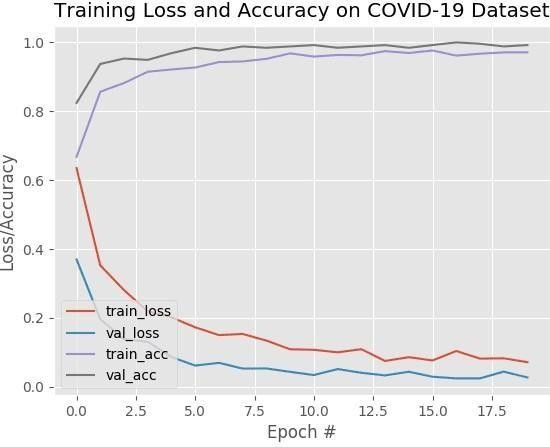 Training Loss and Accuracy on COVID-19 Dataset
1.0
0.8
0.6
0.4
0.2
0.0
Loss/Accuracy
train_loss
val_loss
train_acc
val_acc
0.0 2.5 5.0 7.5 10.0 12.5 15.0 17.5
Epoch #